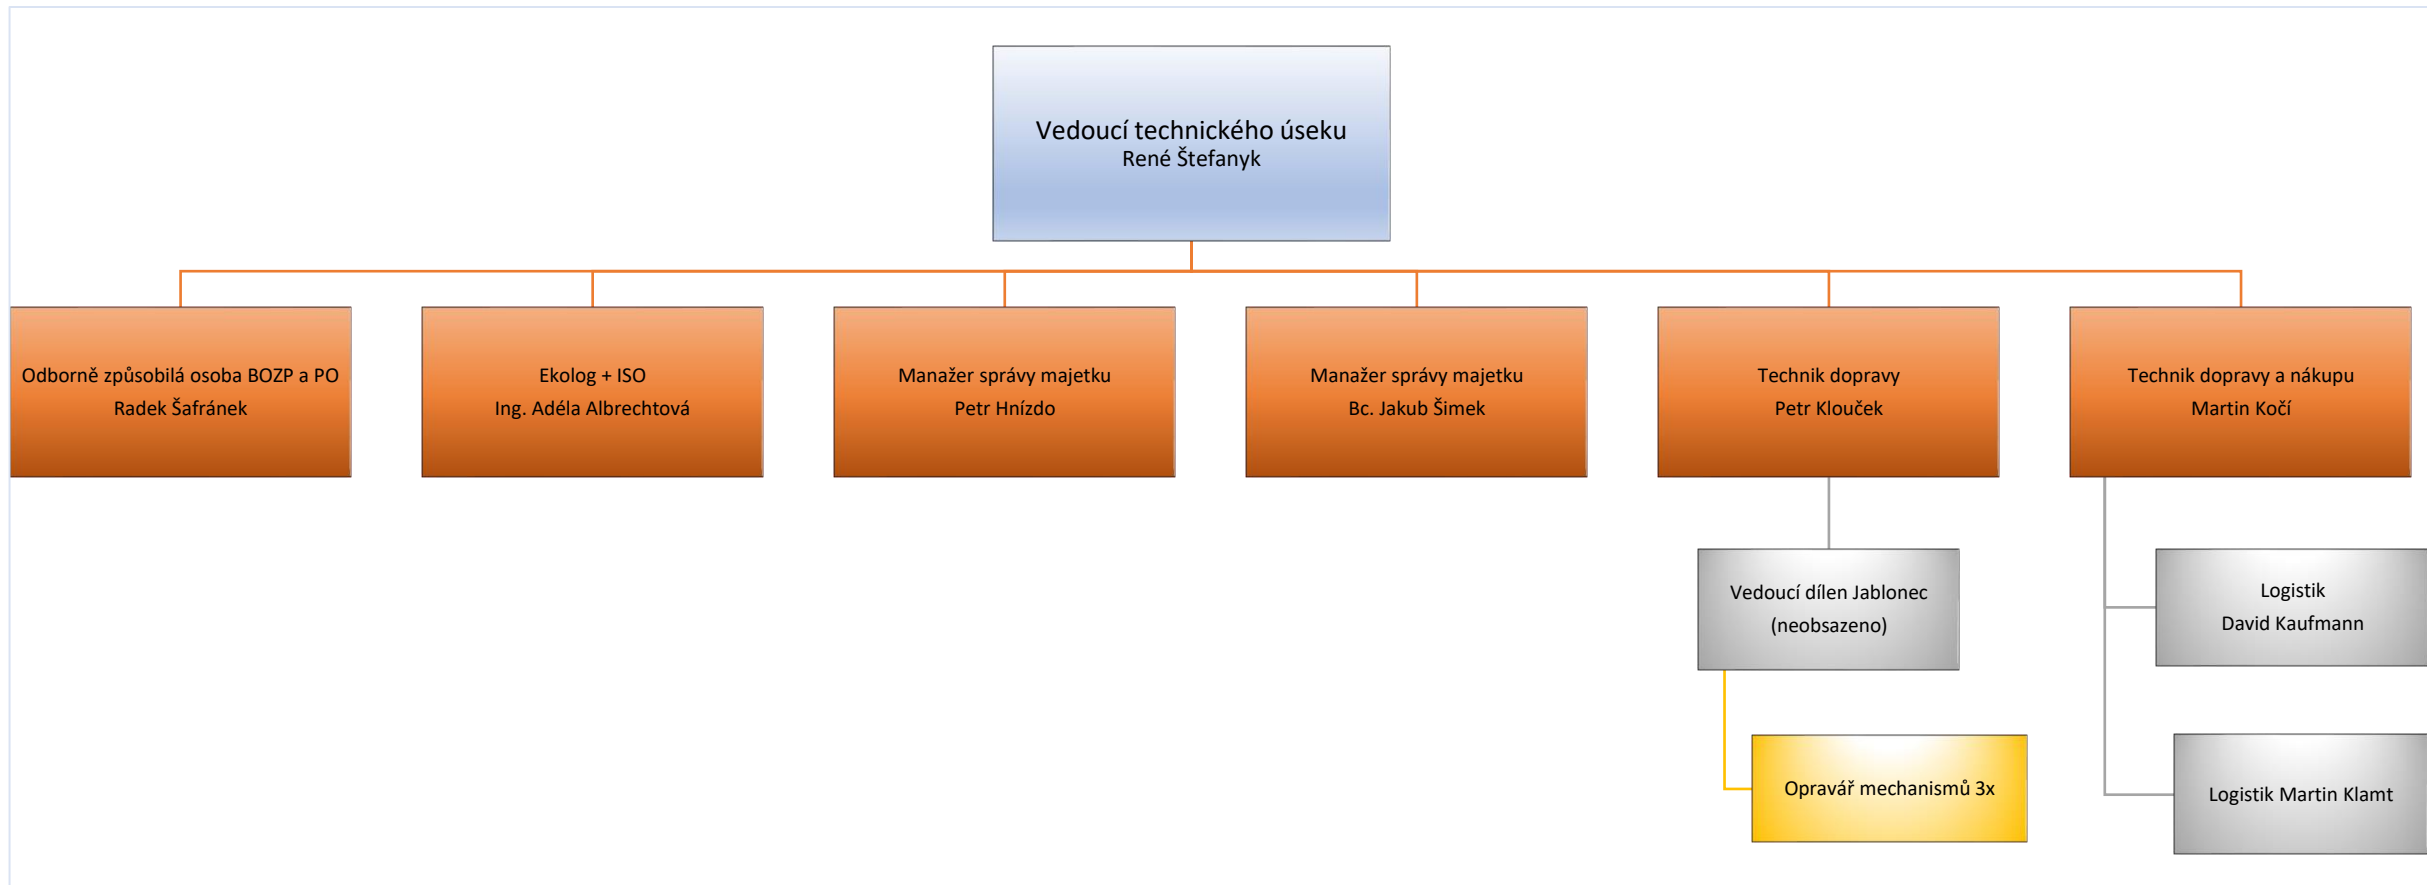 Vedoucí technického úseku
René Štefanyk
Odborně způsobilá osoba BOZP a PO
Radek Šafránek
Ekolog + ISO
Ing. Adéla Albrechtová
Manažer správy majetku
Petr Hnízdo
Manažer správy majetku
Bc. Jakub Šimek
Technik dopravy
Petr Klouček
Technik dopravy a nákupu
Martin Kočí
Vedoucí dílen Jablonec
(neobsazeno)
Logistik
David Kaufmann
Opravář mechanismů 3x
Logistik Martin Klamt